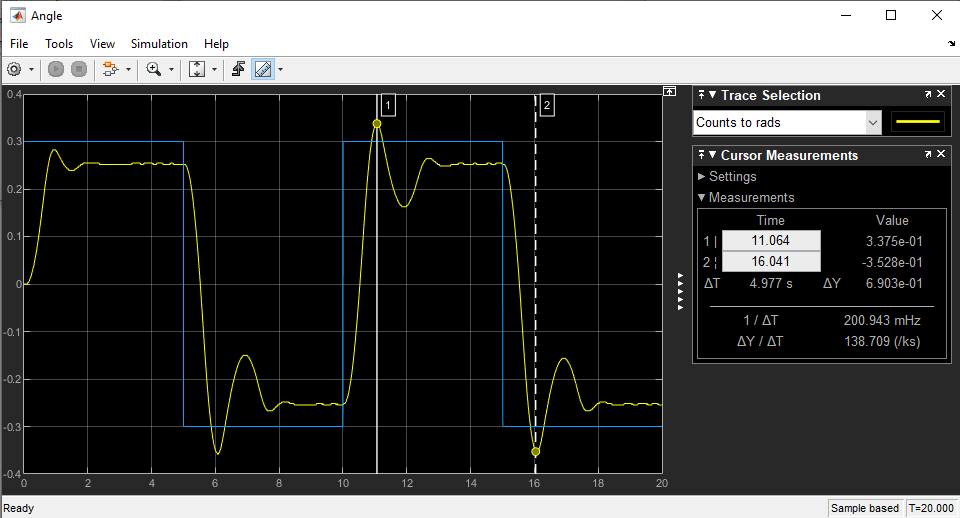 Angle
File Tools View Simulation Help
0.4
0.3
0.2
0.1
0
-0.1
-0.2
-0.3
-0.4
0 2 4 6 8 10 12 14 16 18 20
1
2
Trace Selection
Counts to rads
Cursor Measurements
Settings
Measurements
Time Value
1 | 11.064 3.375e-01
2 ¦ 16.041 -3.528e-01
ΔT 4.977 s ΔY 6.903e-01
1 / ΔT 200.943 mHz
ΔY / ΔT 138.709 (/ks)
Ready Sample based T=20.000